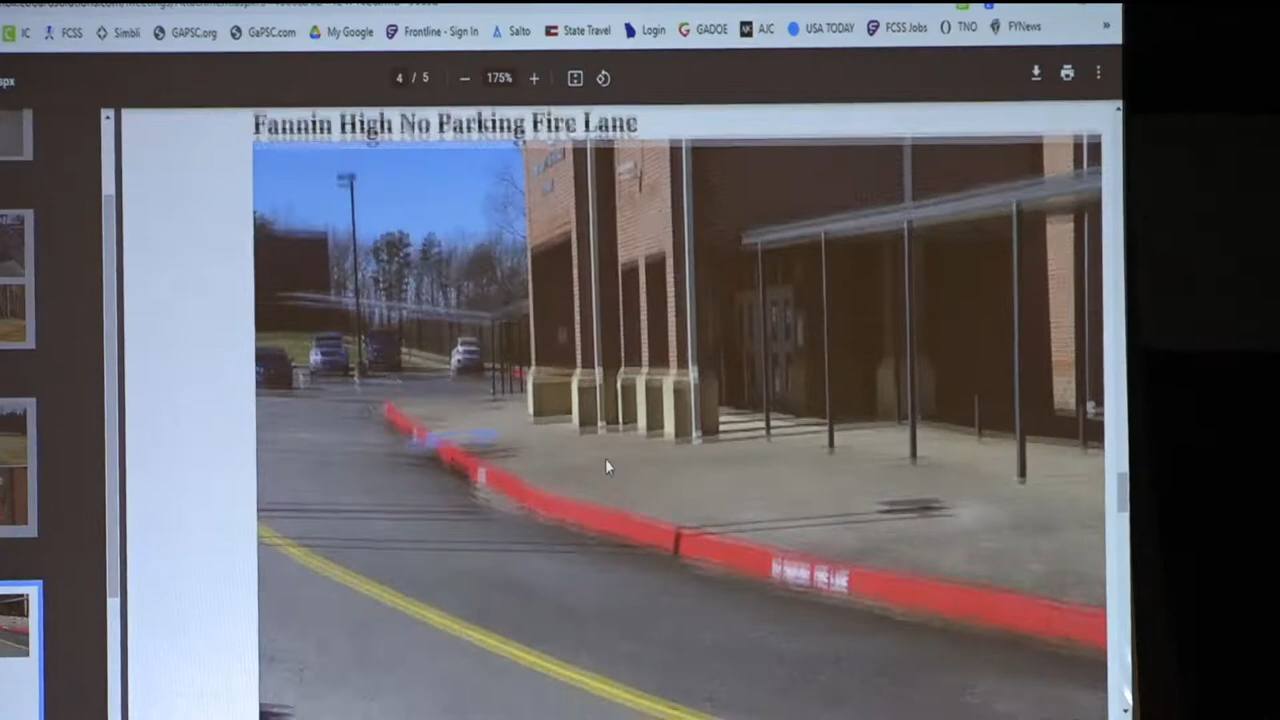 IC FCSS Simbli GAPSC.org GaPSC.com My Google Frontline - Sign In Salto State Travel Login GADOE AJC USA TODAY FCSS Jobs TNO FYNews »
spx 4 / 5 — 175% +
Fannin High No Parking Fire Lane
NO PARKING FIRE LANE